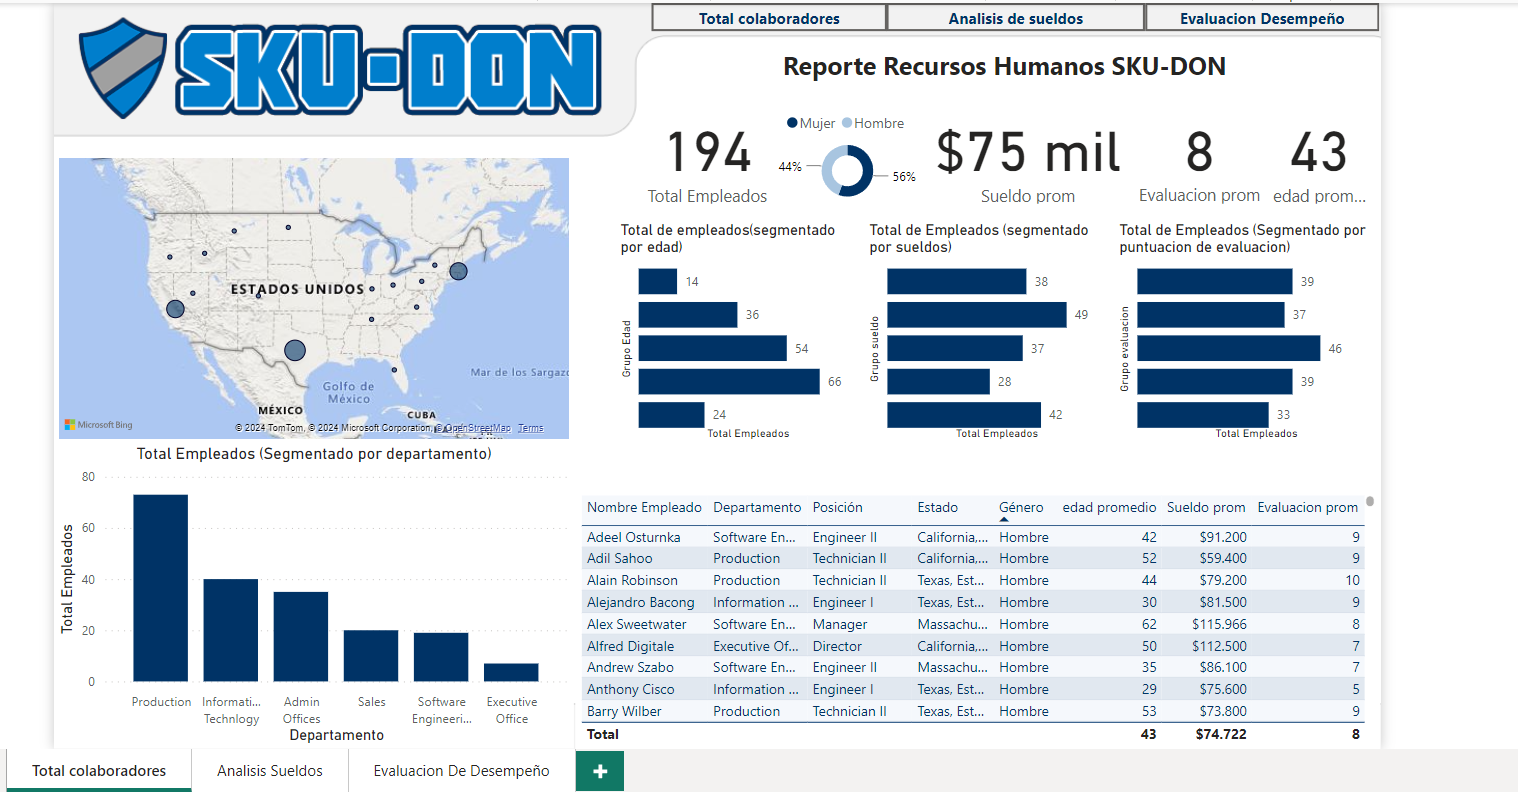 Total colaboradores
Analisis de sueldos
Evaluacion Desempeño
SKU-DON
Reporte Recursos Humanos SKU-DON
194
Total Empleados
Mujer Hombre
44%
56%
$75 mil
Sueldo prom
8
Evaluacion prom
43
edad prom...
ESTADOS UNIDOS
Golfo de
México
Mar de los Sargazo
MÉXICO
CUBA
Microsoft Bing
© 2024 TomTom, © 2024 Microsoft Corporation, © OpenStreetMap Terms
Total de empleados(segmentado
por edad)
Grupo Edad
14
36
54
66
24
Total Empleados
Total de Empleados (segmentado
por sueldos)
Grupo sueldo
38
49
37
28
42
Total Empleados
Total de Empleados (Segmentado por
puntuacion de evaluacion)
Grupo evaluacion
39
37
46
39
33
Total Empleados
Total Empleados (Segmentado por departamento)
Total Empleados
80
60
40
20
0
Production
Informati...
Technlogy
Admin
Offices
Sales
Software
Engineeri...
Executive
Office
Departamento
Nombre Empleado Departamento Posición Estado Género edad promedio Sueldo prom Evaluacion prom
Adeel Osturnka Software En... Engineer II California,... Hombre 42 $91.200 9
Adil Sahoo Production Technician II California,... Hombre 52 $59.400 9
Alain Robinson Production Technician II Texas, Est... Hombre 44 $79.200 10
Alejandro Bacong Information ... Engineer I Texas, Est... Hombre 30 $81.500 9
Alex Sweetwater Software En... Manager Massachu... Hombre 62 $115.966 8
Alfred Digitale Executive Of... Director California,... Hombre 50 $112.500 7
Andrew Szabo Software En... Engineer II Massachu... Hombre 35 $86.100 7
Anthony Cisco Information ... Engineer I Texas, Est... Hombre 29 $75.600 5
Barry Wilber Production Technician II Texas, Est... Hombre 53 $73.800 9
Total 43 $74.722 8
Total colaboradores
Analisis Sueldos
Evaluacion De Desempeño
+